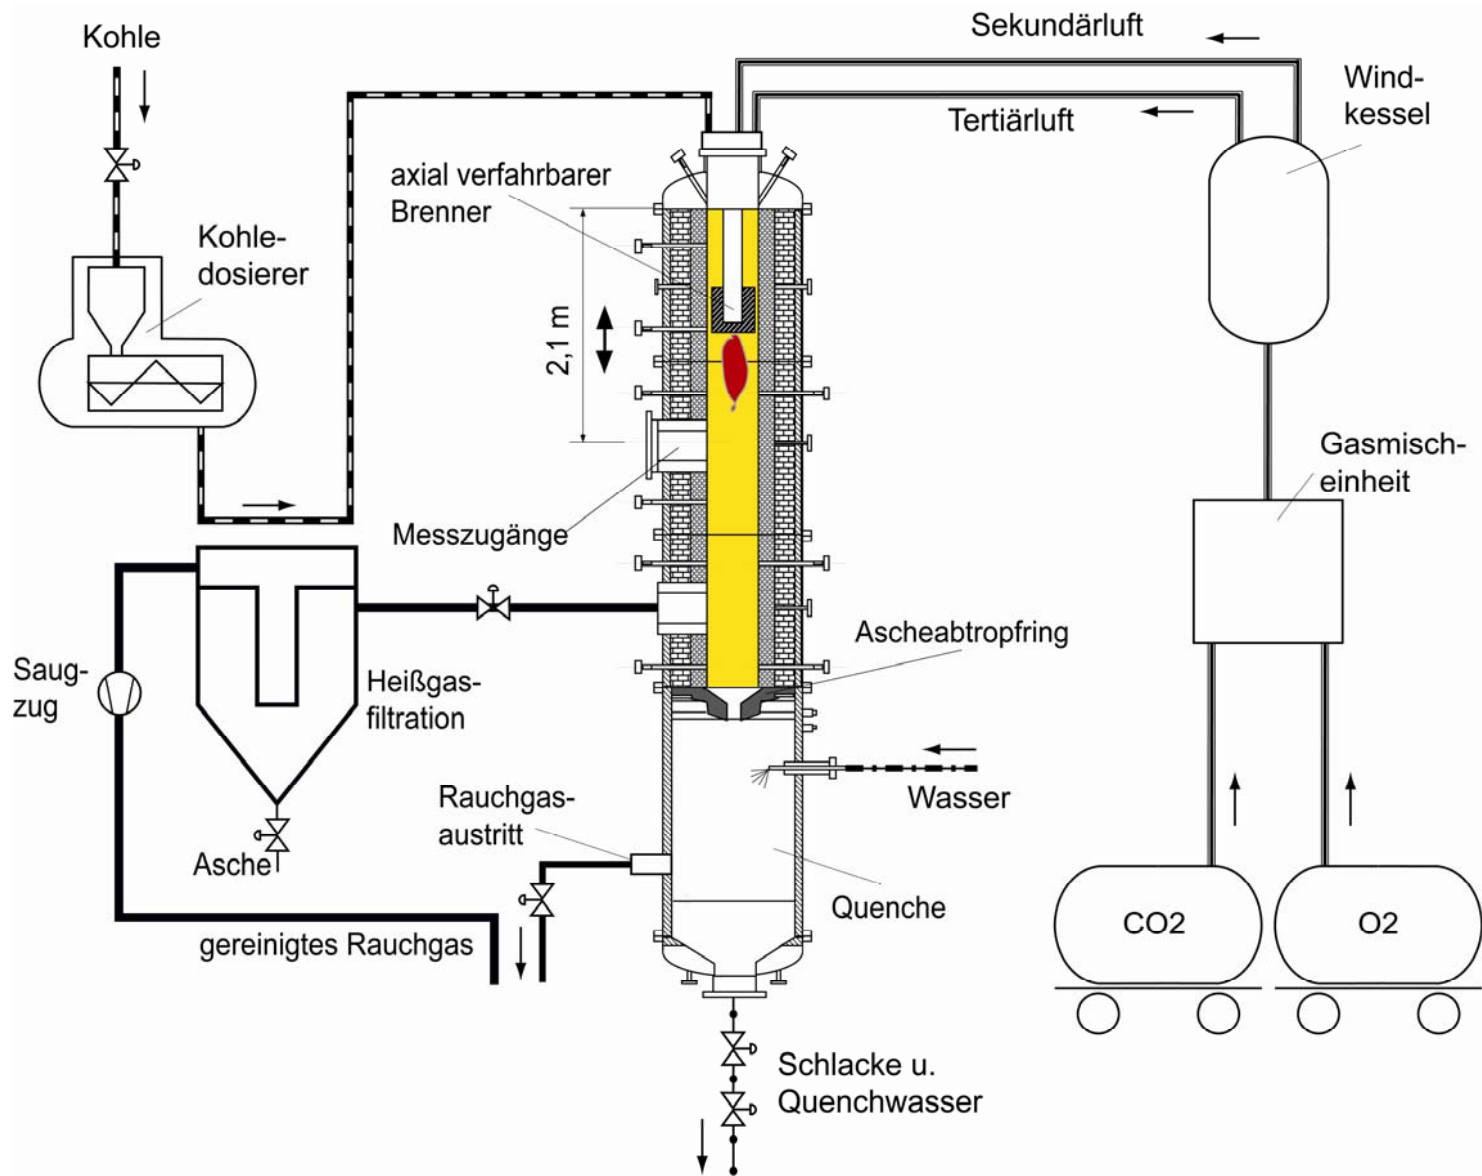 Kohle
Sekundärluft
Wind-
kessel
Tertiärluft
axial verfahrbarer
Brenner
Kohle-
dosierer
2,1 m
Gasmisch-
einheit
Messzugänge
Ascheabtropfring
Saug-
zug
Heißgas-
filtration
Wasser
Rauchgas-
austritt
Asche
Quenche
gereinigtes Rauchgas
CO2
O2
Schlacke u.
Quenchwasser